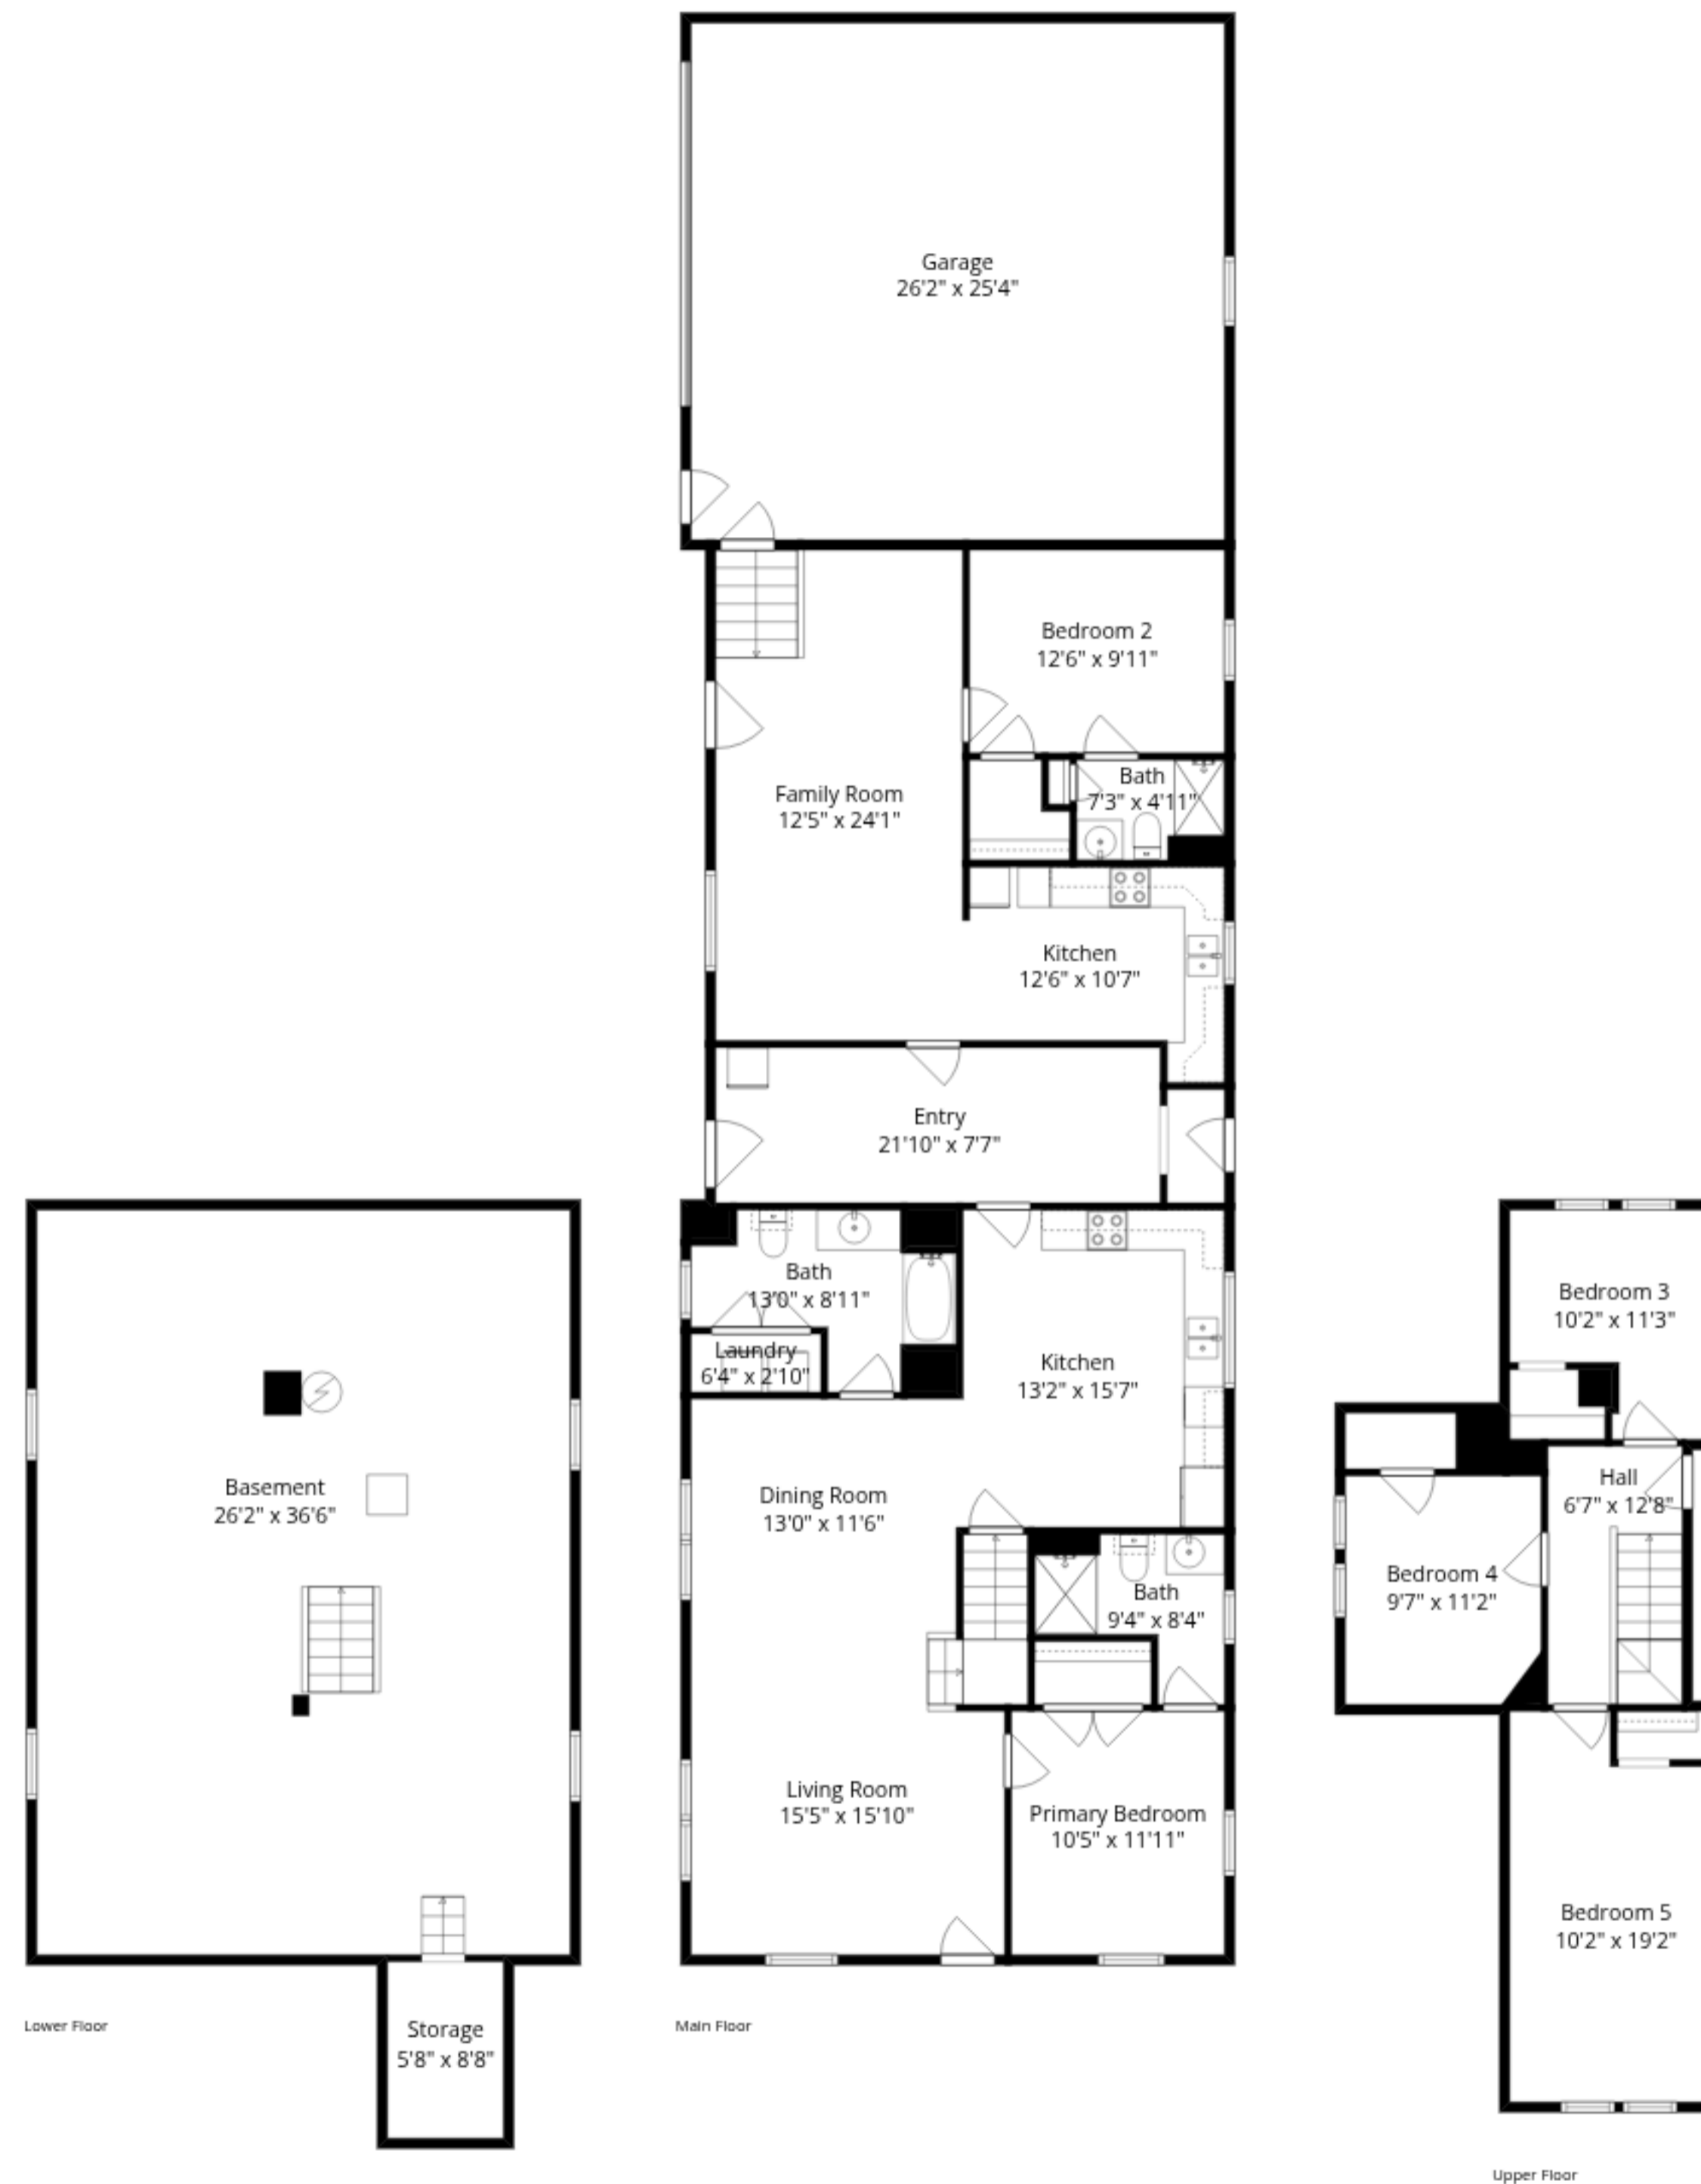 Garage
26'2" x 25'4"
Bedroom 2
12'6" x 9'11"
Bath
7'3" x 4'11"
Family Room
12'5" x 24'1"
Kitchen
12'6" x 10'7"
Entry
21'10" x 7'7"
Bath
13'0" x 8'11"
Laundry
6'4" x 2'10"
Kitchen
13'2" x 15'7"
Dining Room
13'0" x 11'6"
Bath
9'4" x 8'4"
Living Room
15'5" x 15'10"
Primary Bedroom
10'5" x 11'11"
Main Floor
Basement
26'2" x 36'6"
Storage
5'8" x 8'8"
Lower Floor
Bedroom 3
10'2" x 11'3"
Hall
6'7" x 12'8"
Bedroom 4
9'7" x 11'2"
Bedroom 5
10'2" x 19'2"
Upper Floor